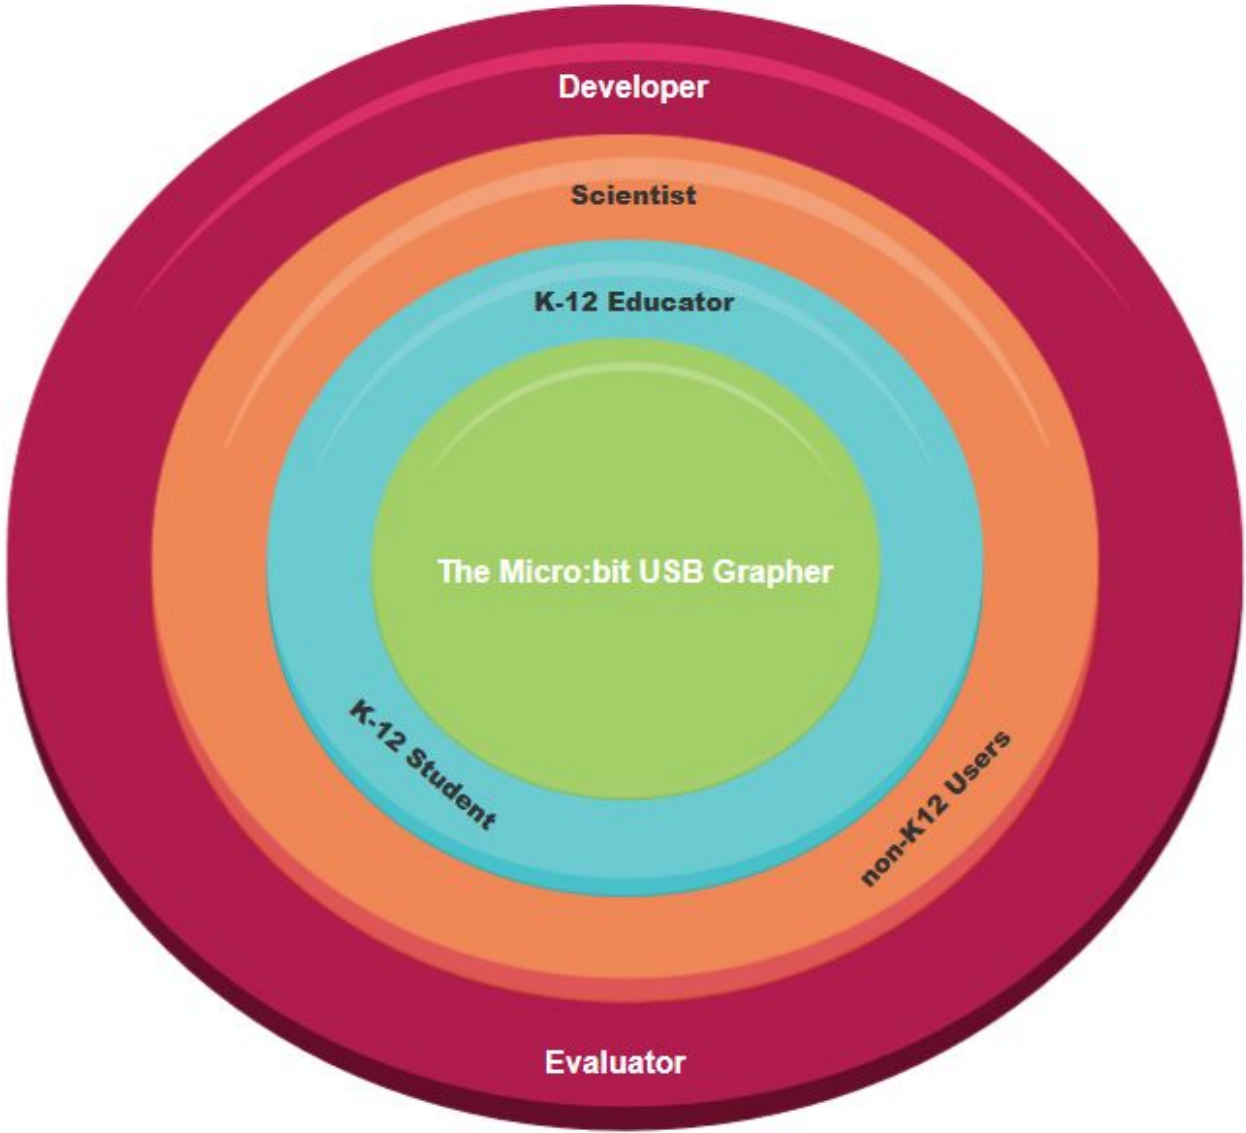 Developer
Scientist
K-12 Educator
The Micro:bit USB Grapher
K-12 Student
non-K12 Users
Evaluator